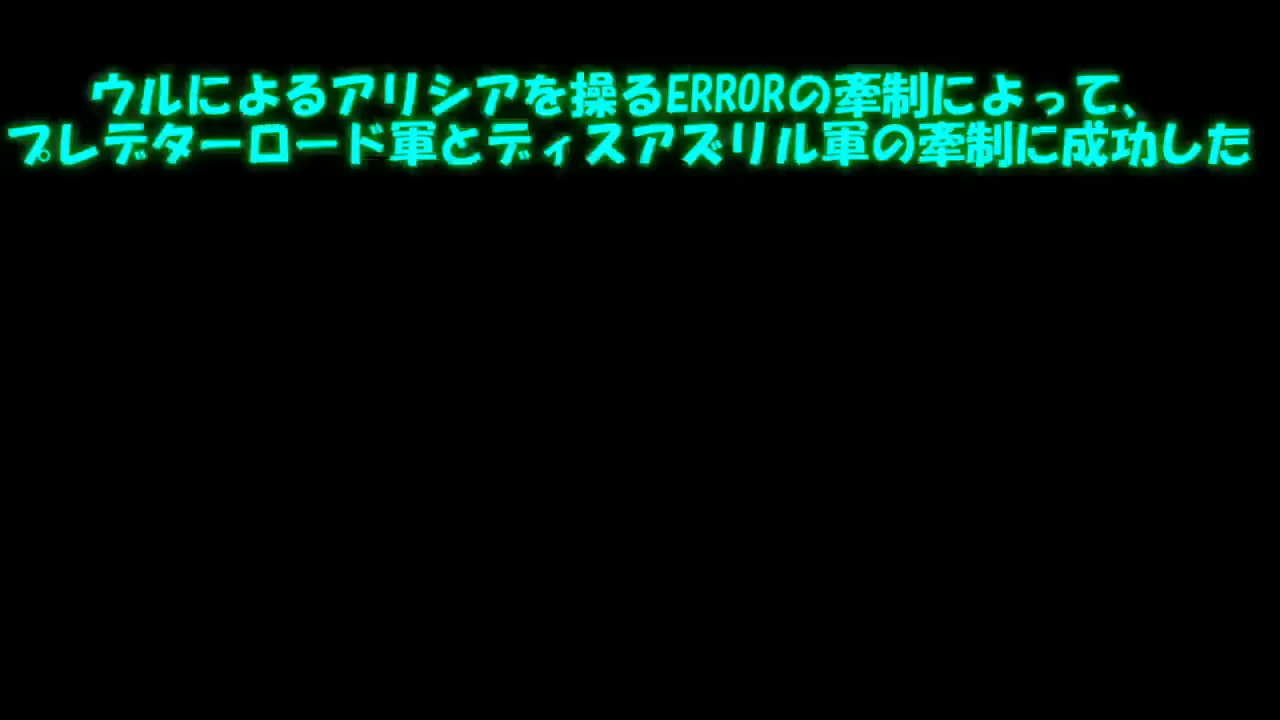 ウルによるアリシアを操るERRORの牽制によって、
プレデターロード軍とディスアズリル軍の牽制に成功した